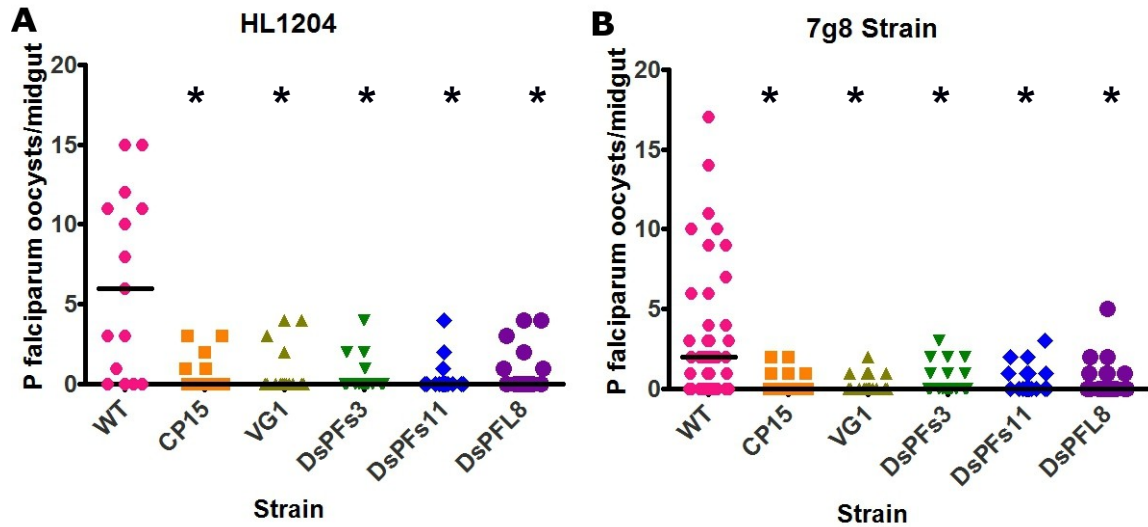 A
HL1204
P falciparum oocysts/midgut
20
15
10
5
0
* * * * *
WT CP15 VG1 DsPFs3 DsPFs11 DsPFL8
Strain
B
7g8 Strain
P falciparum oocysts/midgut
20
15
10
5
0
* * * * *
WT CP15 VG1 DsPFs3 DsPFs11 DsPFL8
Strain